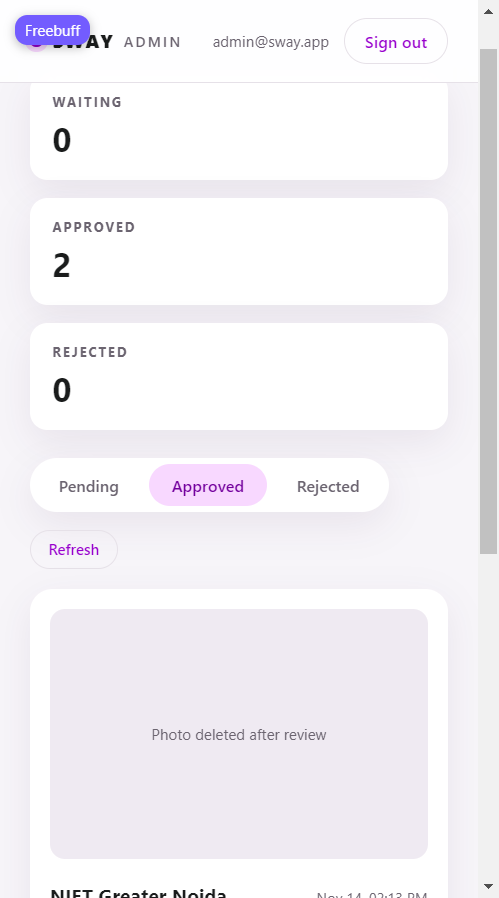 Freebuff
SWAY ADMIN admin@sway.app Sign out
WAITING
0
APPROVED
2
REJECTED
0
Pending Approved Rejected
Refresh
Photo deleted after review
NIET Greater Noida Nov 14, 02:13 PM